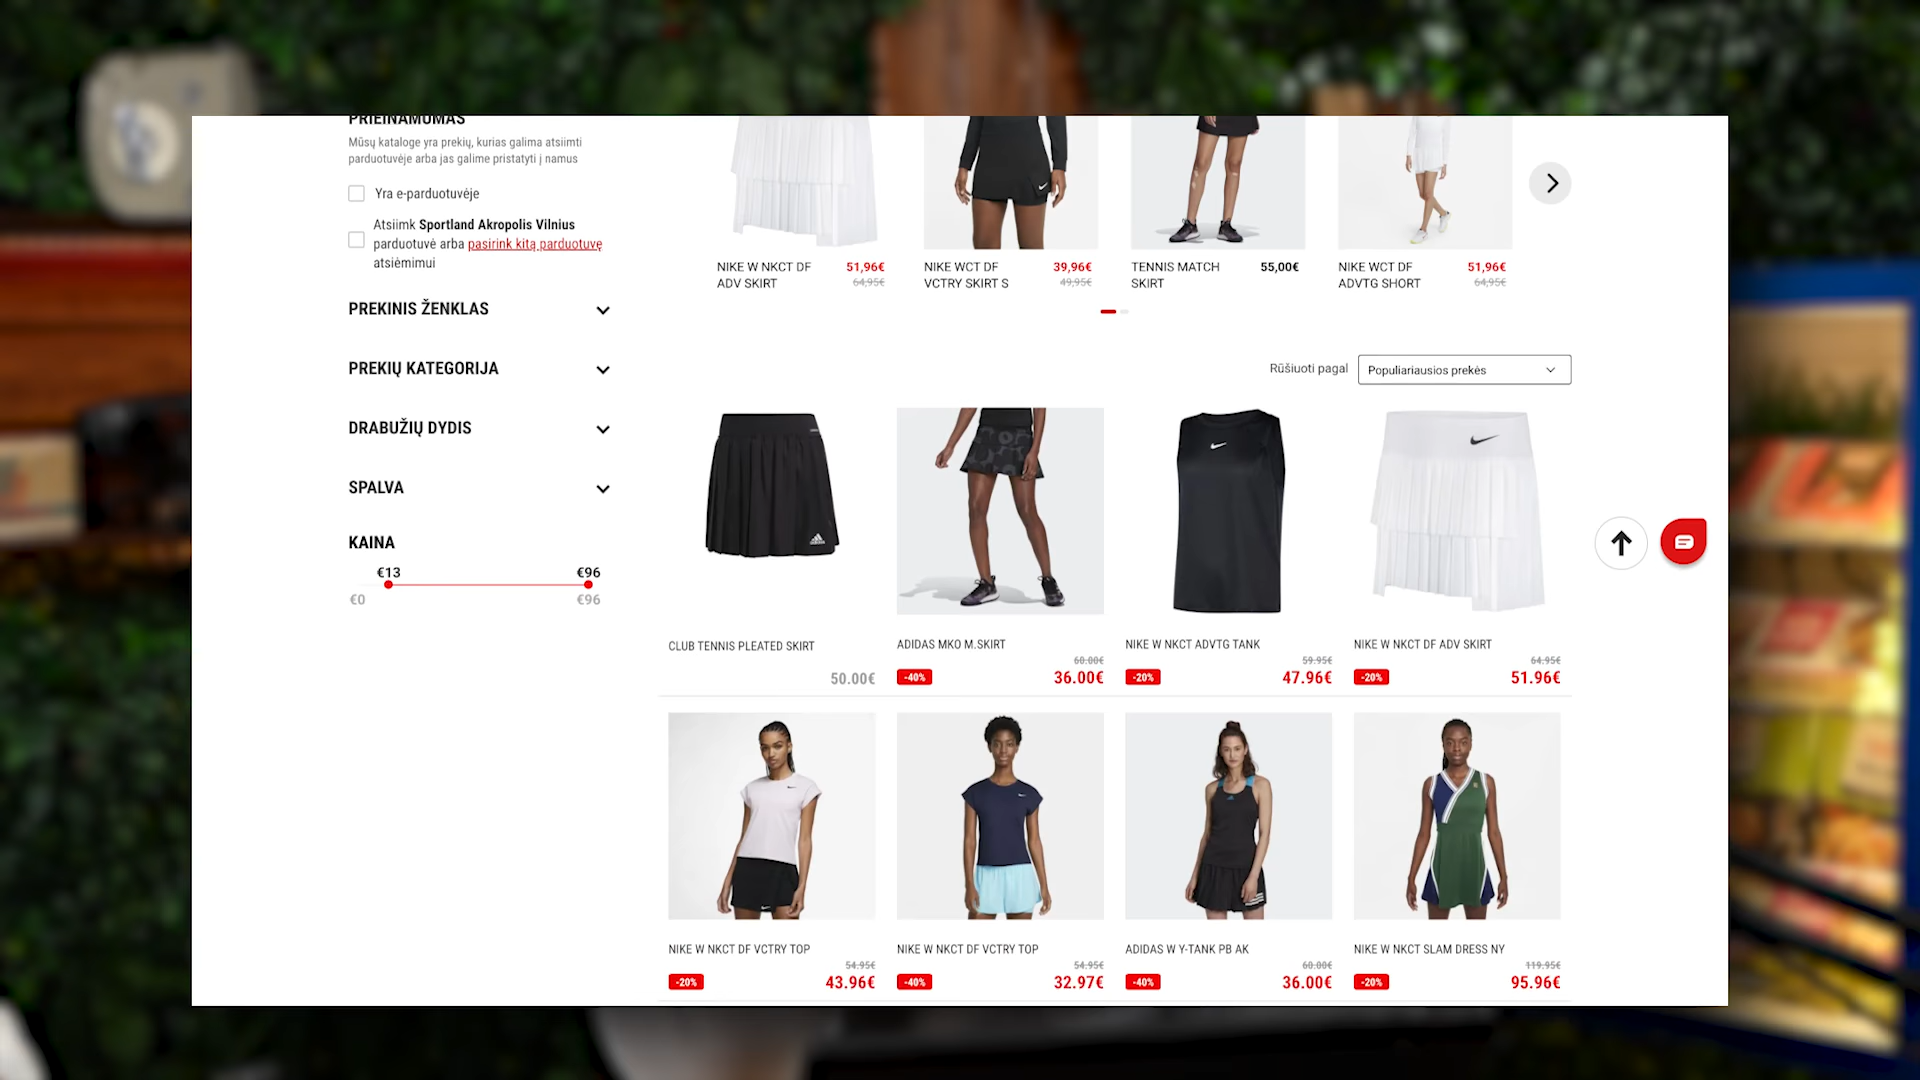 PRIEINAMUMAS
Mūsų kataloge yra prekių, kurias galima atsiimti
parduotuvėje arba jas galime pristatyti į namus
Yra e-parduotuvėje
Atsiimk Sportland Akropolis Vilnius
parduotuvė arba pasirink kitą parduotuvę
atsiėmimui
PREKINIS ŽENKLAS
PREKIŲ KATEGORIJA
DRABUŽIŲ DYDIS
SPALVA
KAINA
€13 €96
€0 €96
NIKE W NKCT DF 51,96€
ADV SKIRT 64,95€
NIKE WCT DF 39,96€
VCTRY SKIRT S 49,95€
TENNIS MATCH 55,00€
SKIRT
NIKE WCT DF 51,96€
ADVTG SHORT 64,95€
Rūšiuoti pagal Populiariausios prekės
CLUB TENNIS PLEATED SKIRT
50.00€
ADIDAS MKO M.SKIRT
60.00€
-40% 36.00€
NIKE W NKCT ADVTG TANK
59.95€
-20% 47.96€
NIKE W NKCT DF ADV SKIRT
64.95€
-20% 51.96€
NIKE W NKCT DF VCTRY TOP
54.95€
-20% 43.96€
NIKE W NKCT DF VCTRY TOP
54.95€
-40% 32.97€
ADIDAS W Y-TANK PB AK
60.00€
-40% 36.00€
NIKE W NKCT SLAM DRESS NY
119.95€
-20% 95.96€